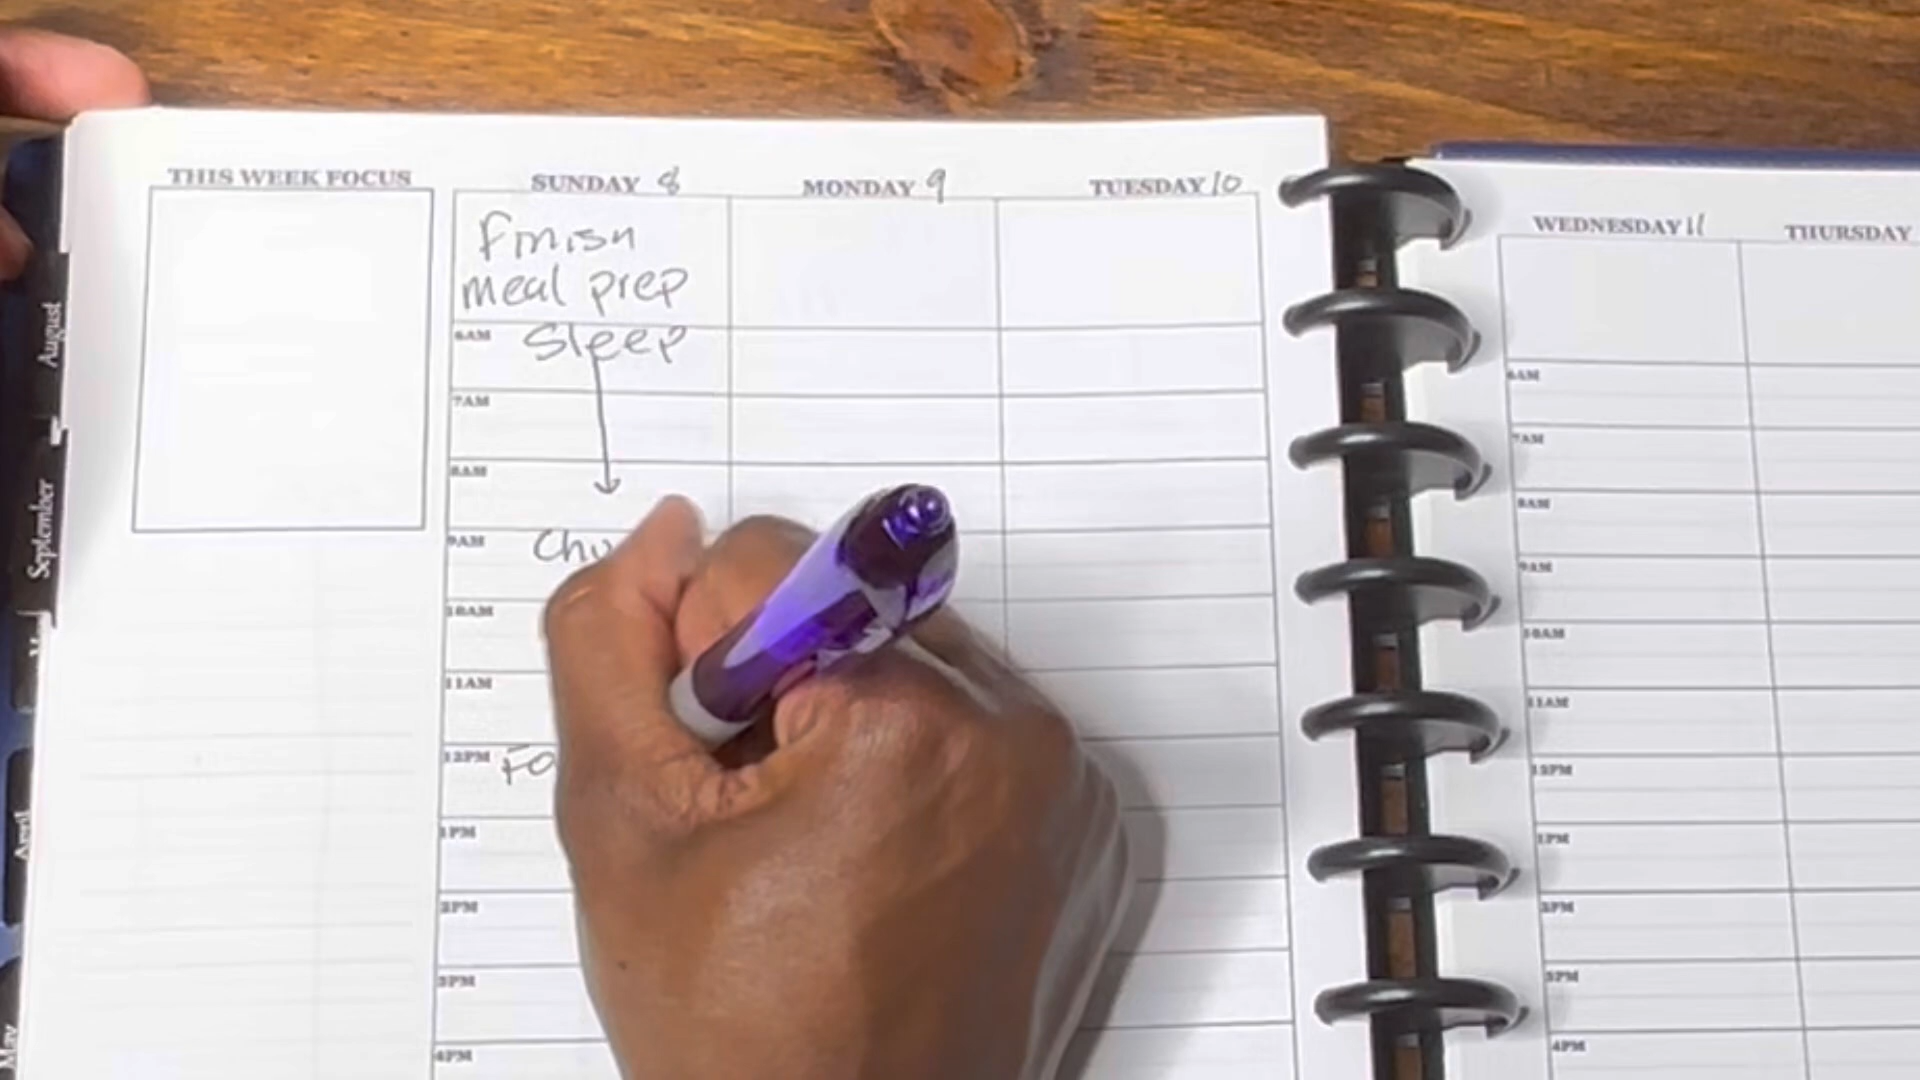 THIS WEEK FOCUS
SUNDAY 8
MONDAY 9
TUESDAY 10
Finish
meal prep
6AM Sleep
7AM
8AM
9AM
10AM
11AM
12PM
1PM
2PM
3PM
4PM
WEDNESDAY 11
THURSDAY
6AM
7AM
8AM
9AM
10AM
11AM
12PM
1PM
2PM
3PM
4PM
August
September
April
May